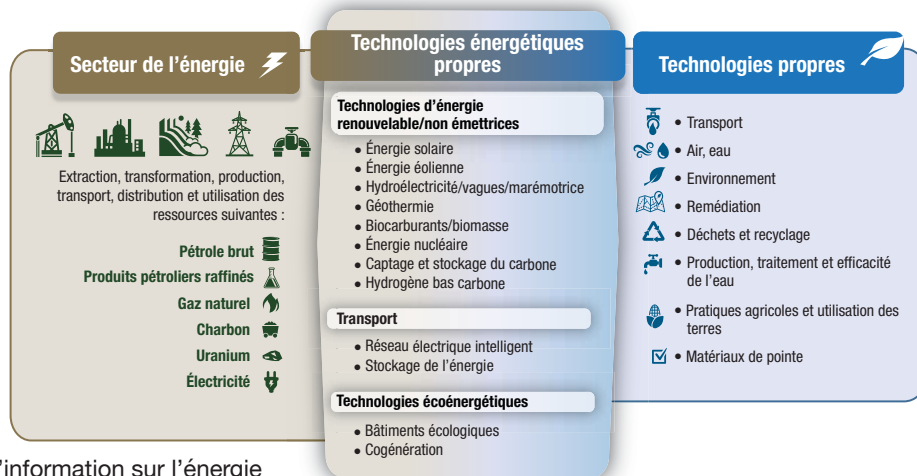 Secteur de l'énergie
Extraction, transformation, production,
transport, distribution et utilisation des
ressources suivantes :
Pétrole brut
Produits pétroliers raffinés
Gaz naturel
Charbon
Uranium
Électricité
Technologies énergétiques
propres
Technologies d'énergie
renouvelable/non émettrices
• Énergie solaire
• Énergie éolienne
• Hydroélectricité/vagues/marémotrice
• Géothermie
• Biocarburants/biomasse
• Énergie nucléaire
• Captage et stockage du carbone
• Hydrogène bas carbone
Transport
• Réseau électrique intelligent
• Stockage de l'énergie
Technologies écoénergétiques
• Bâtiments écologiques
• Cogénération
Technologies propres
• Transport
• Air, eau
• Environnement
• Remédiation
• Déchets et recyclage
• Production, traitement et efficacité
de l'eau
• Pratiques agricoles et utilisation des
terres
• Matériaux de pointe
'information sur l'énergie